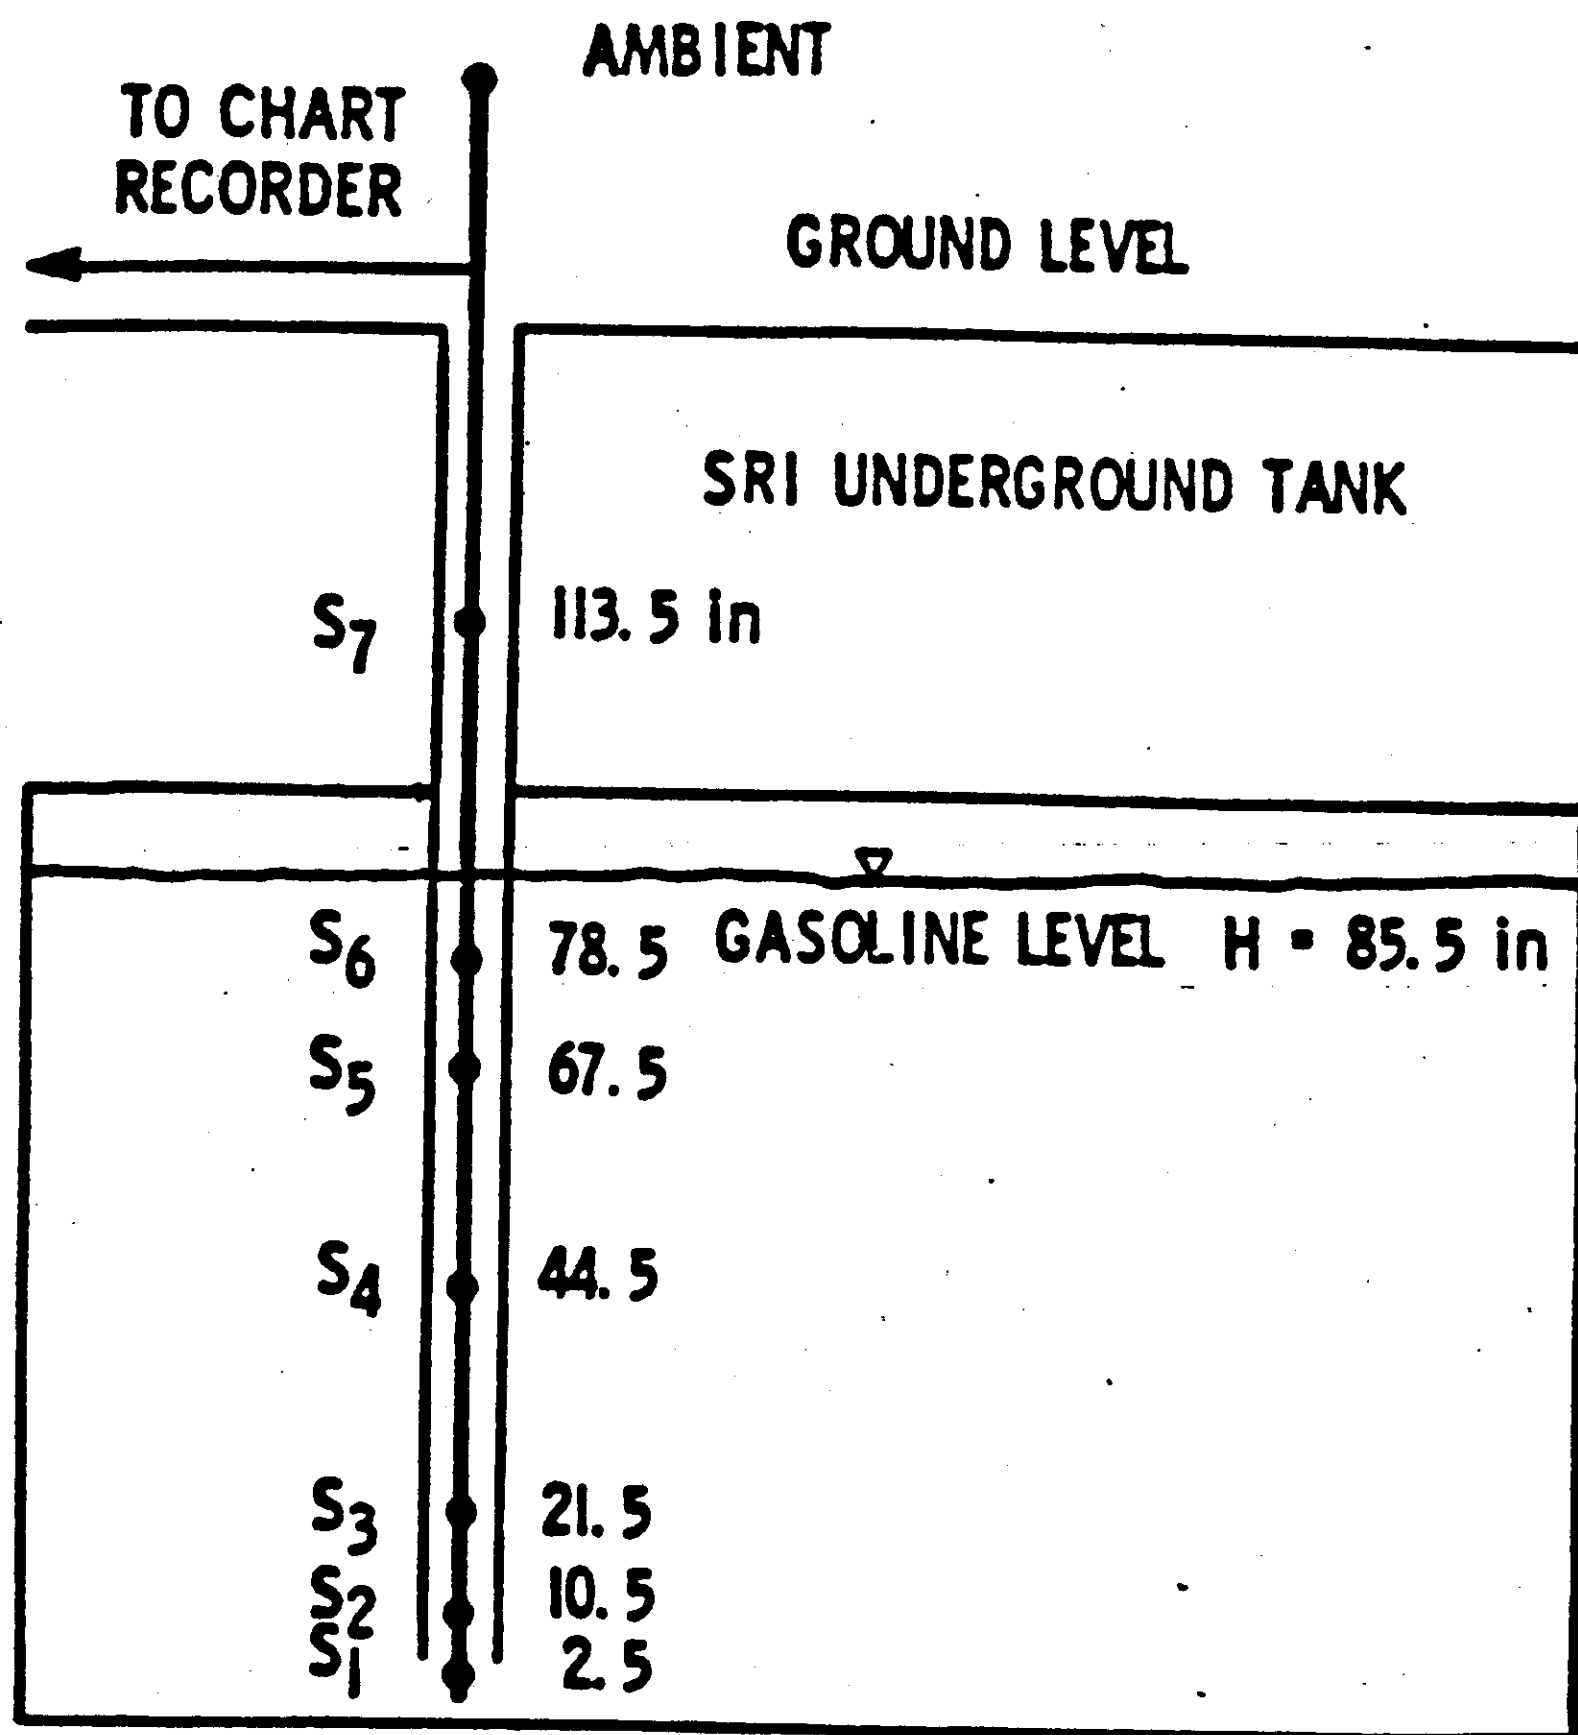 AMBIENT
TO CHART
RECORDER
GROUND LEVEL
SRI UNDERGROUND TANK
S7 113.5 in
S6 78.5 GASOLINE LEVEL H = 85.5 in
S5 67.5
S4 44.5
S3 21.5
S2 10.5
S1 2.5